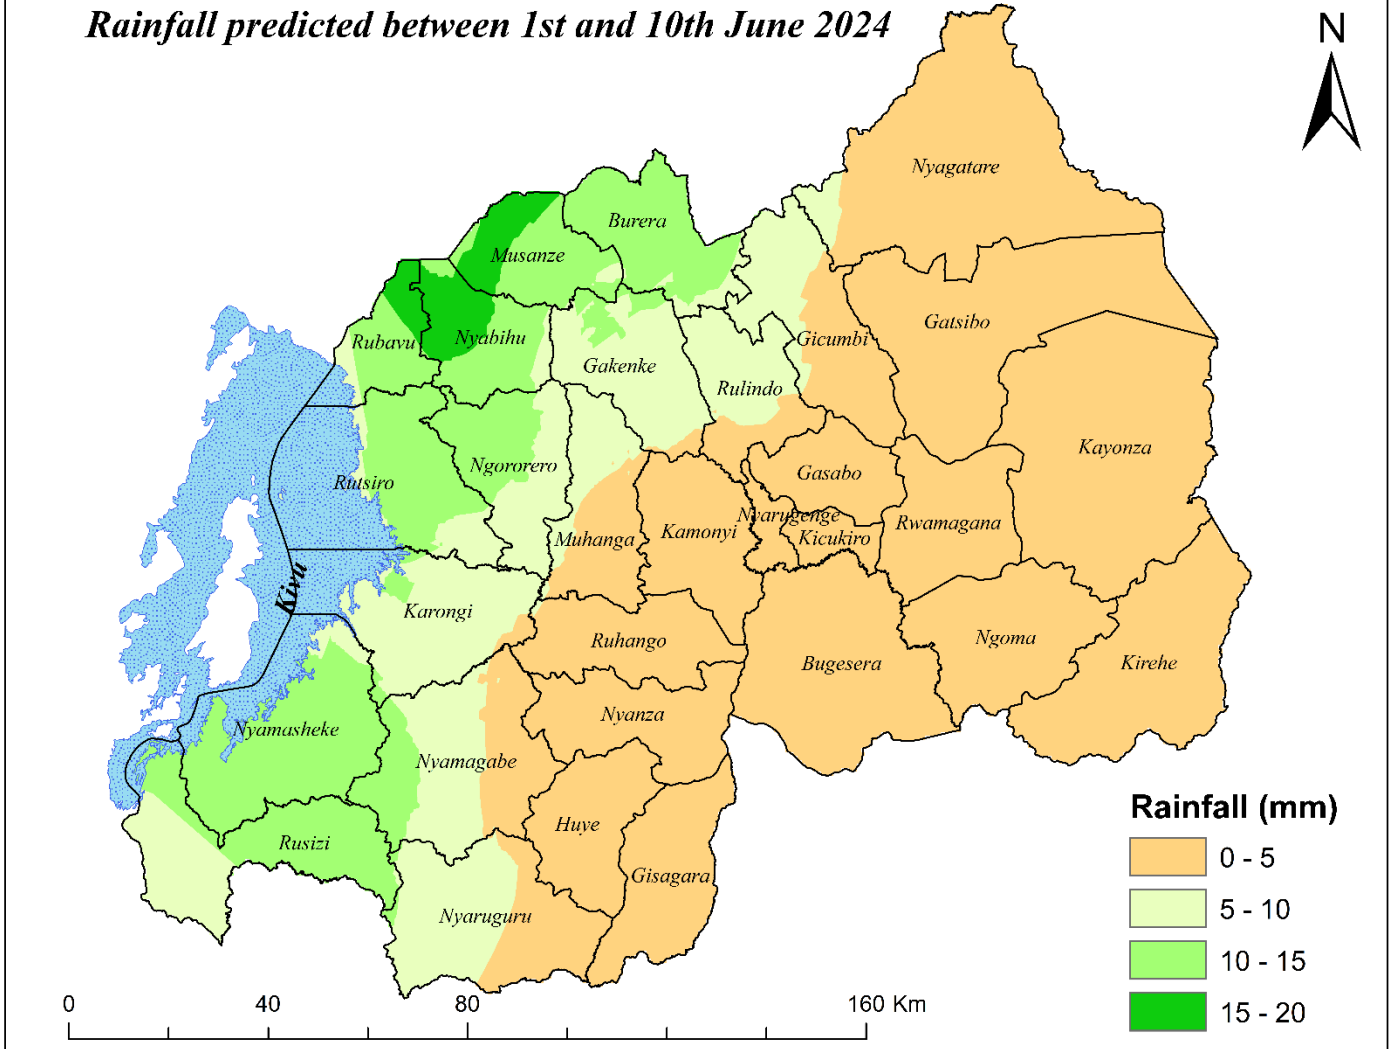 Rainfall predicted between 1st and 10th June 2024
N
Nyagatare
Burera
Musanze
Gatsibo
Nyabihu
Rubavu
Gicumbi
Gakenke
Rulindo
Kayonza
Ngororero
Gasabo
Rutsiro
Nyarugenge
Rwamagana
Kamonyi
Muhanga
Kicukiro
Kivu
Karongi
Ngoma
Ruhango
Bugesera
Kirehe
Nyanza
Nyamasheke
Nyamagabe
Huye
Rusizi
Gisagara
Nyaruguru
Rainfall (mm)
0 - 5
5 - 10
10 - 15
15 - 20
0 40 80 160 Km